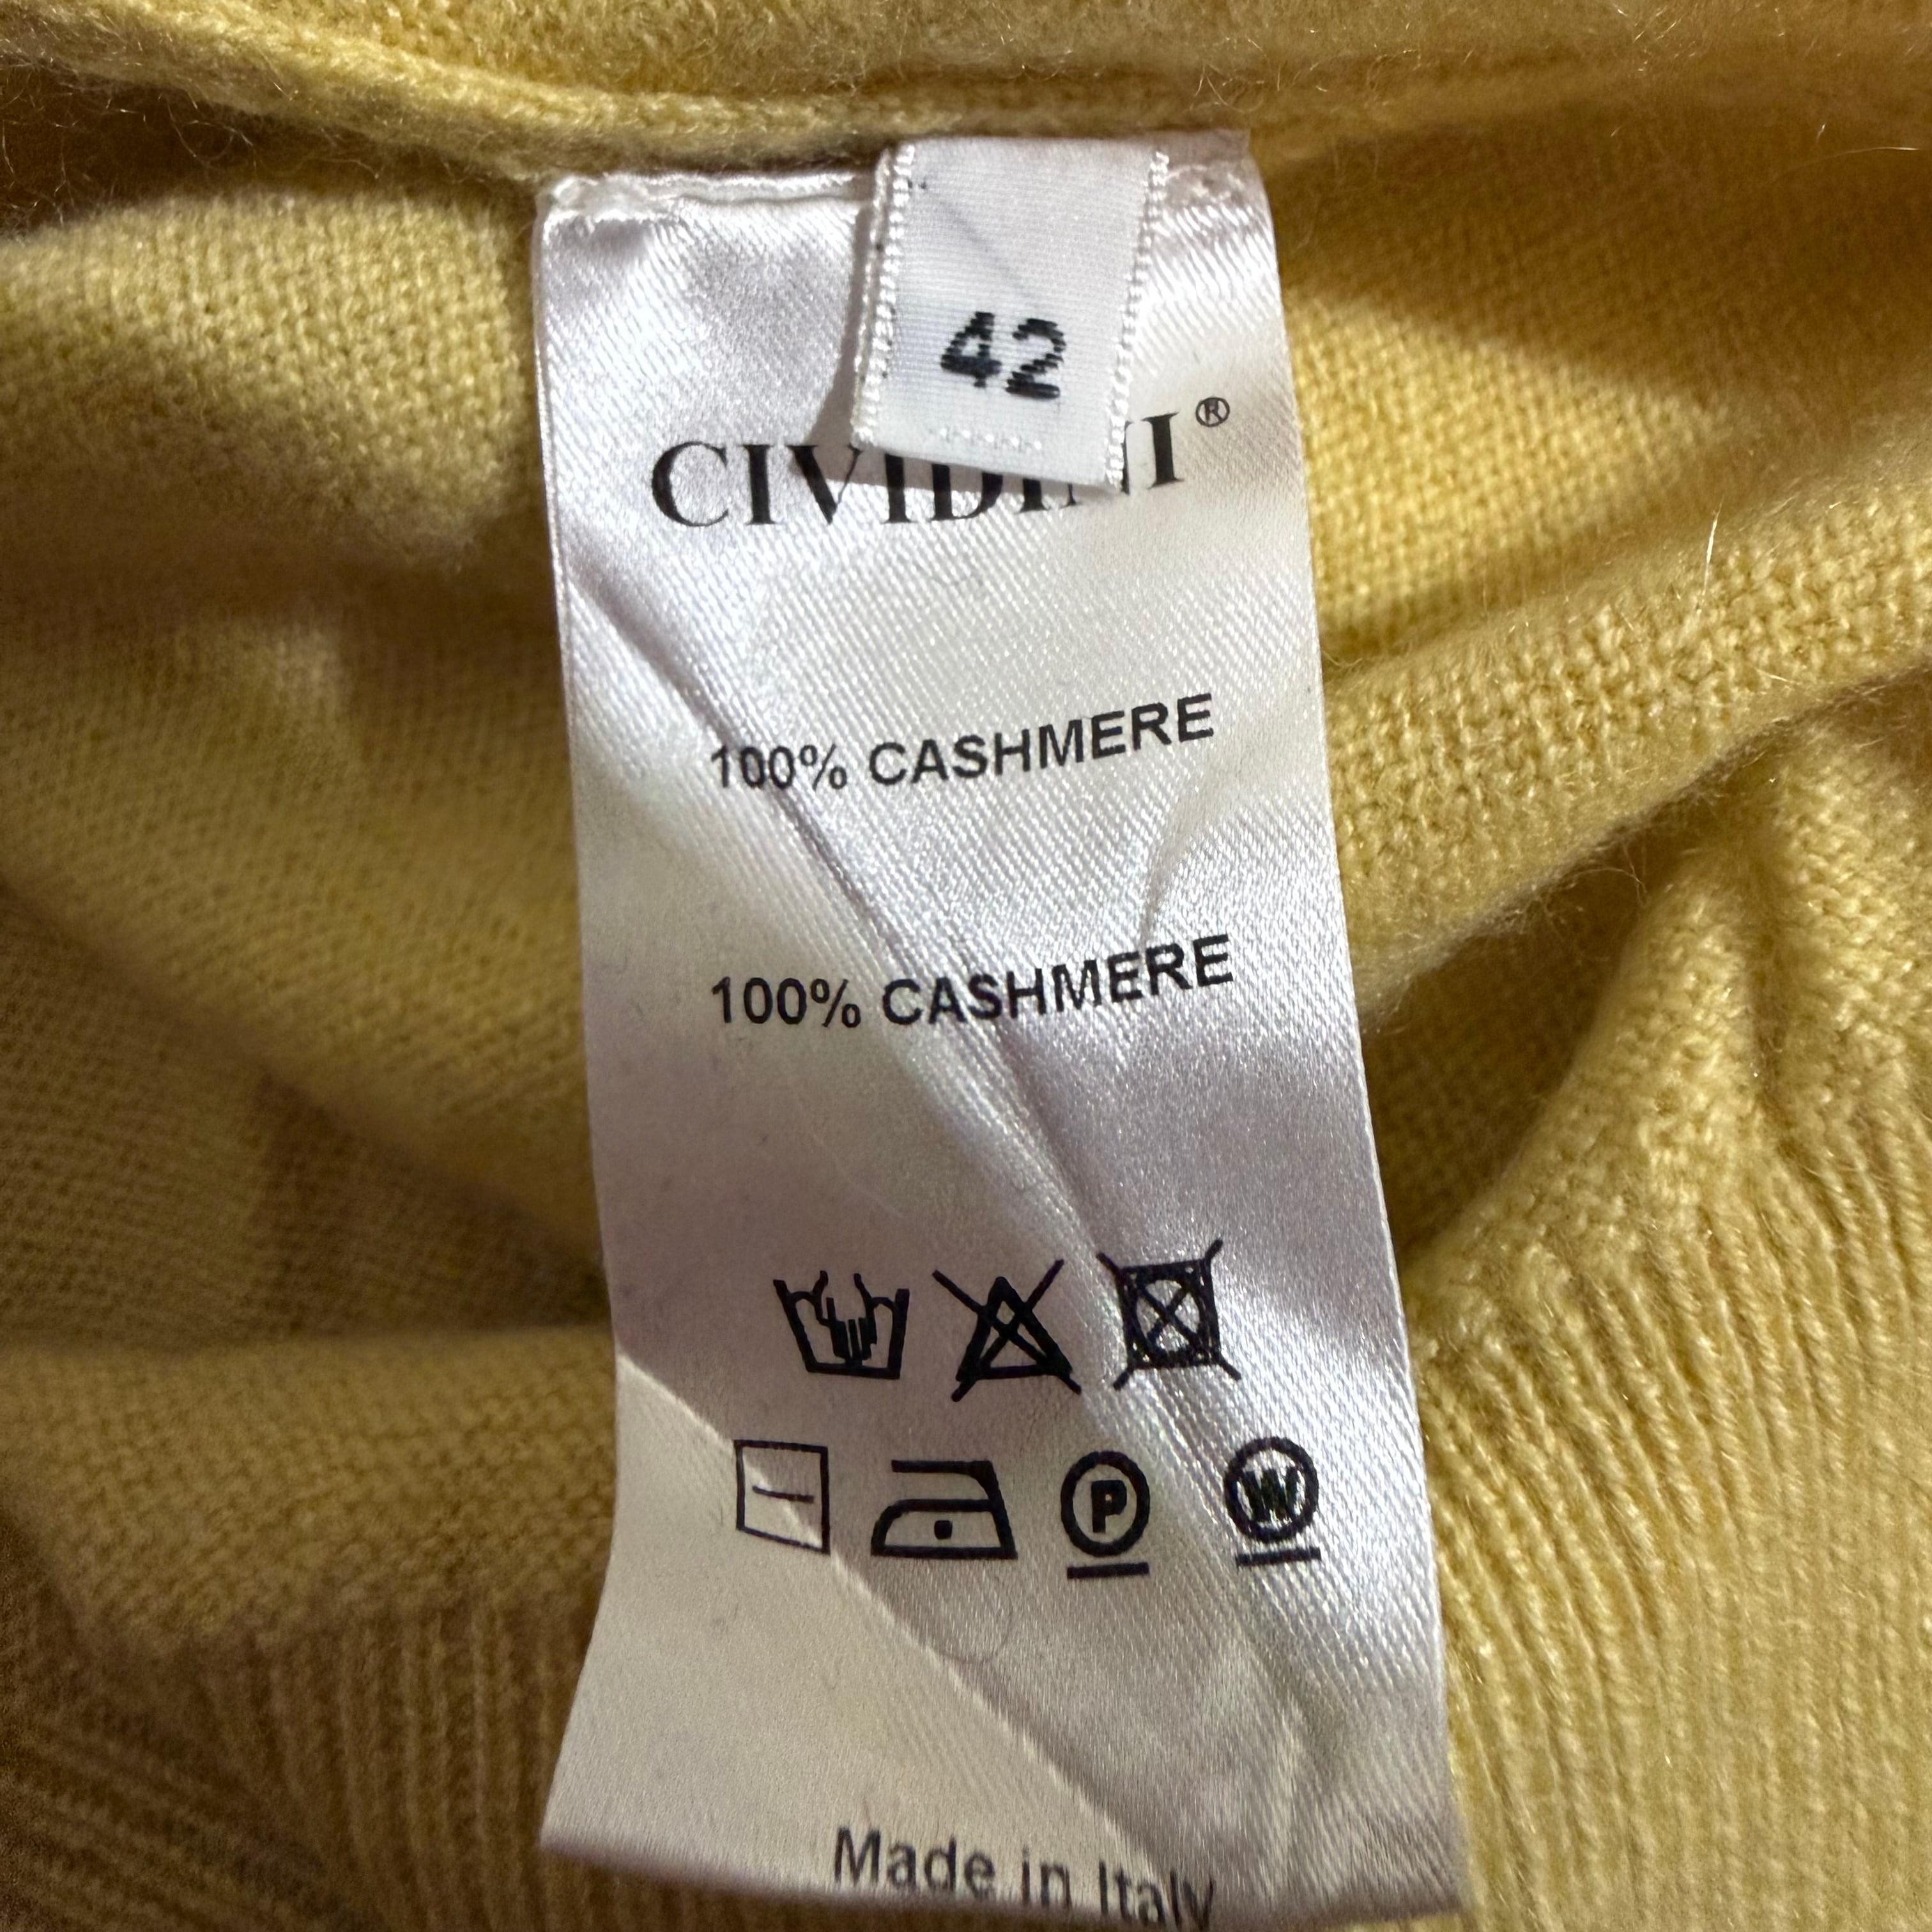 42
CIVIDINI®
100% CASHMERE
100% CASHMERE
P W
Made in Italy